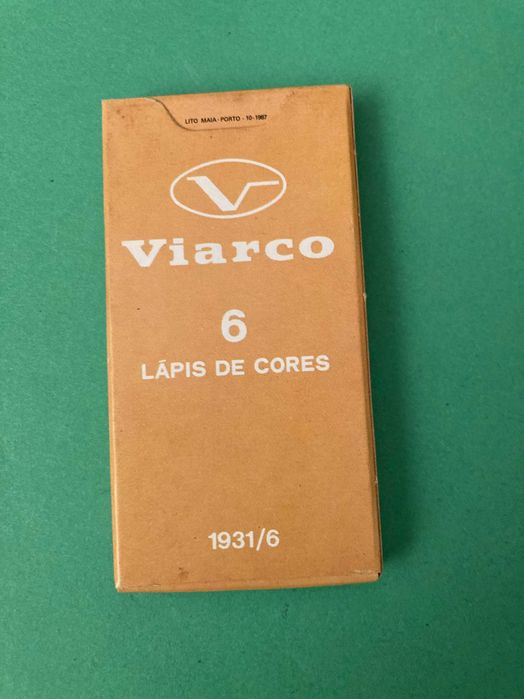 LITO MAIA - PORTO - 10-1987
Viarco
6
LÁPIS DE CORES
1931/6